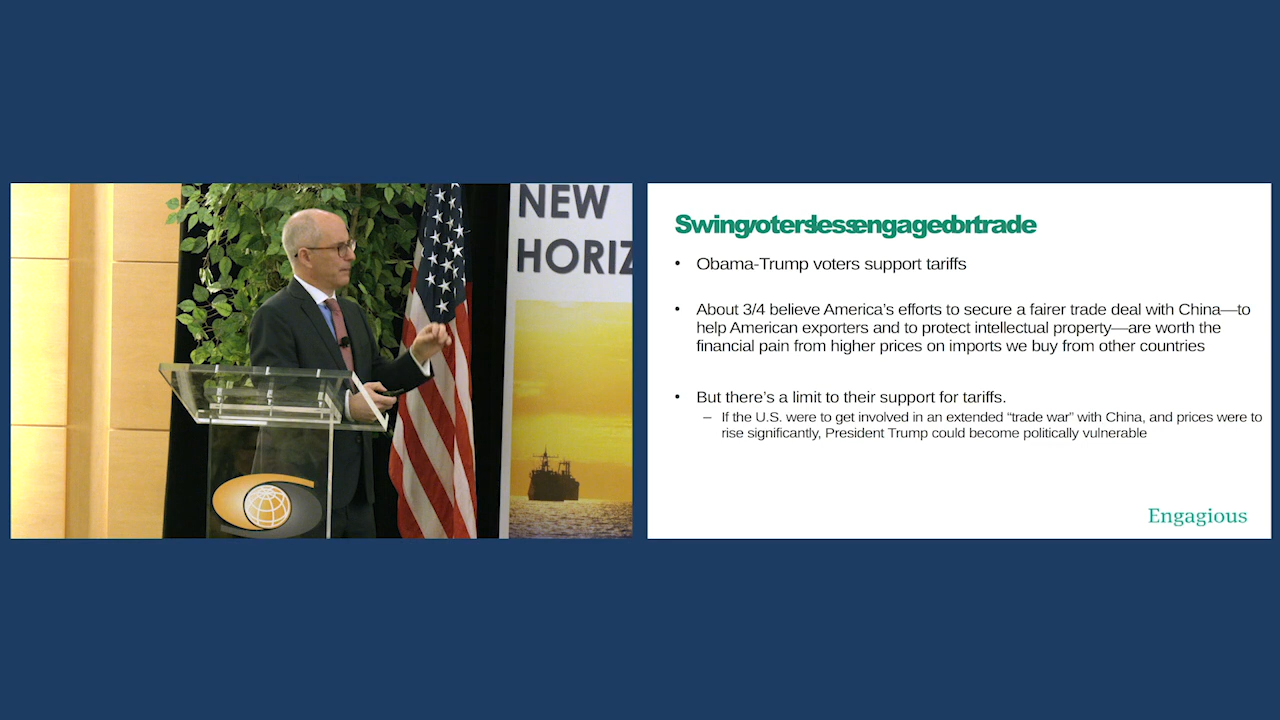 NEW
HORIZ
Swing voters less engaged on trade
• Obama-Trump voters support tariffs
• About 3/4 believe America’s efforts to secure a fairer trade deal with China—to
help American exporters and to protect intellectual property—are worth the
financial pain from higher prices on imports we buy from other countries
• But there’s a limit to their support for tariffs.
– If the U.S. were to get involved in an extended “trade war” with China, and prices were to
rise significantly, President Trump could become politically vulnerable
Engagious